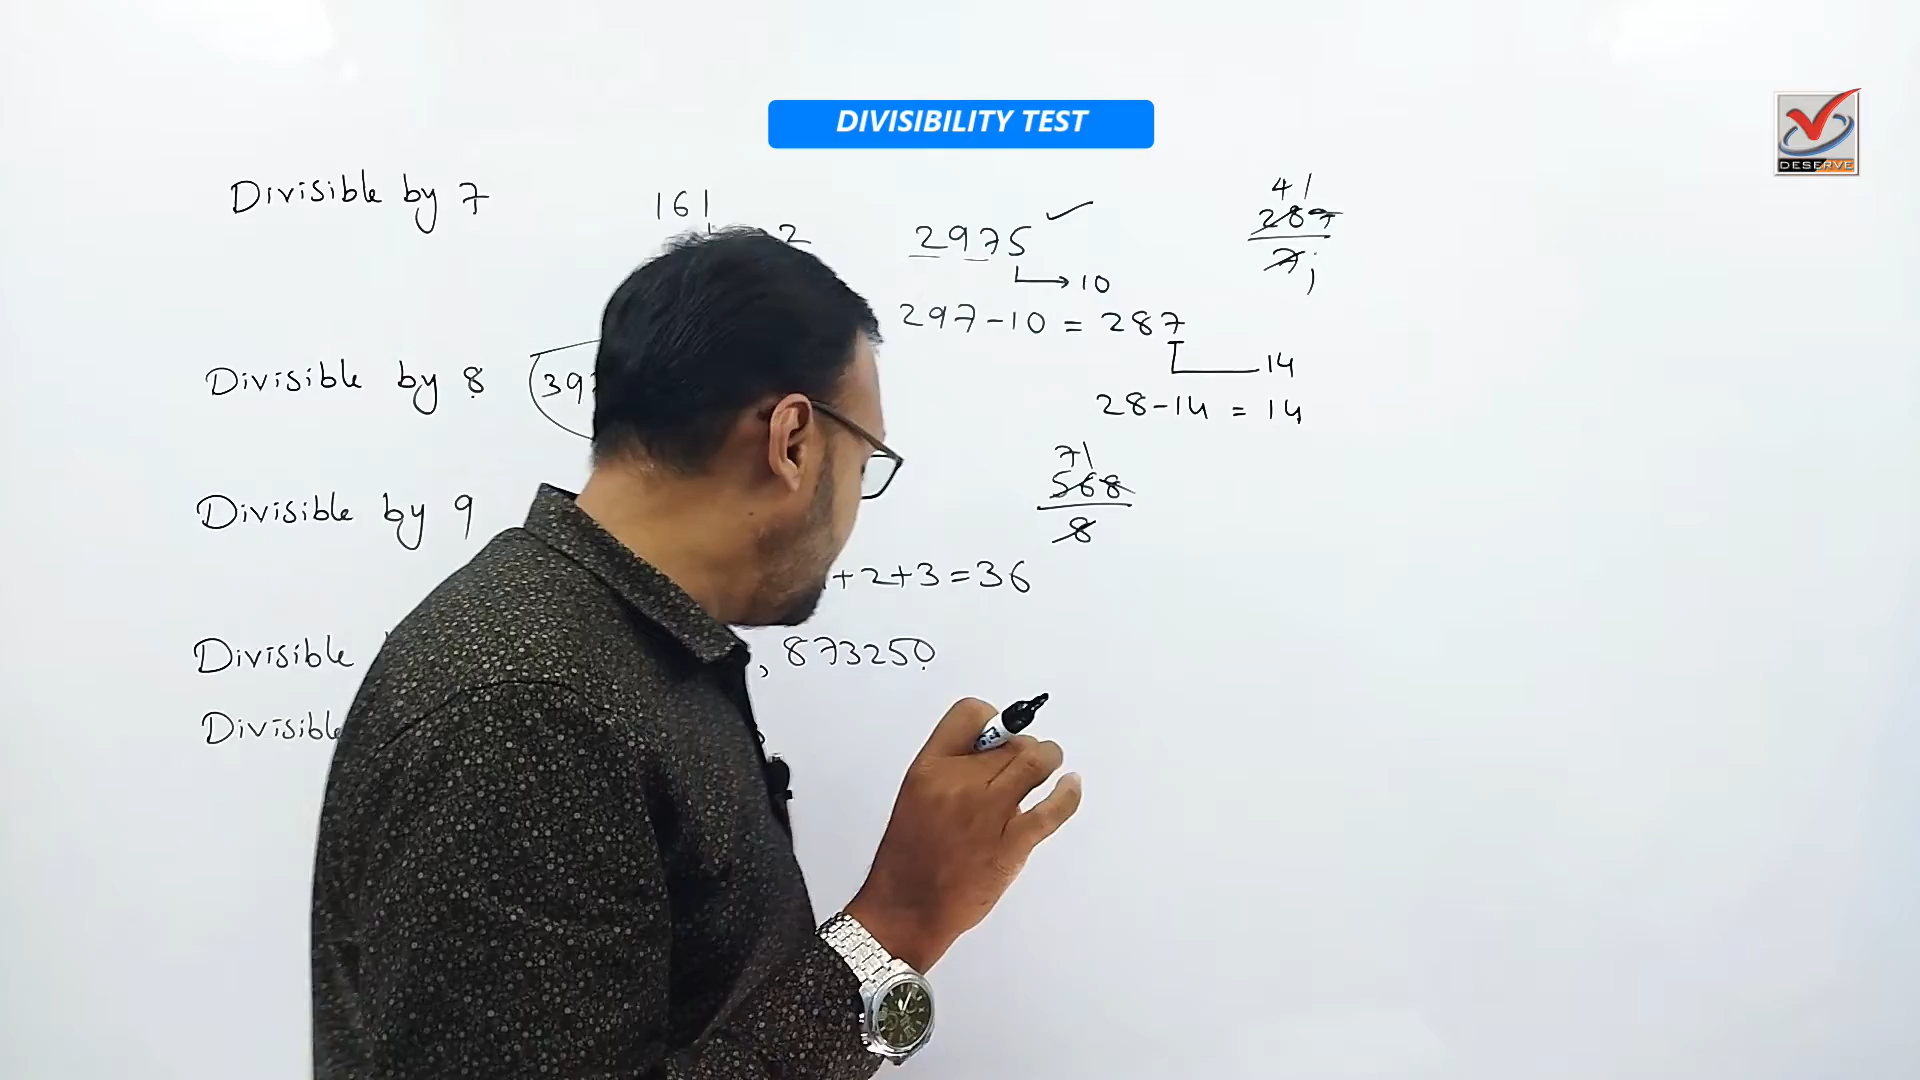 DIVISIBILITY TEST
DESERVE
Divisible by 7
161
2
2975 ✓
→ 10
297-10 = 287
14
28-14 = 14
41
287
7
Divisible by 8
39
71
568
8
Divisible by 9
+2+3=36
Divisible
, 873250
Divisible